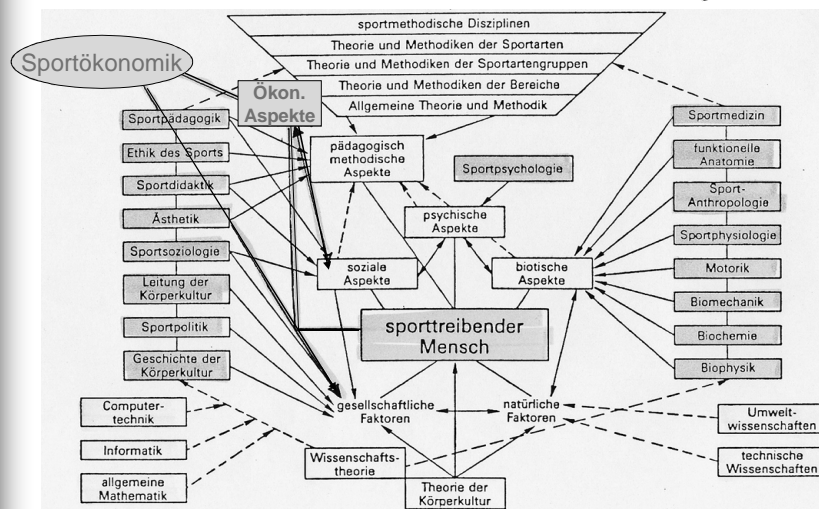 sportmethodische Disziplinen
Theorie und Methodiken der Sportarten
Theorie und Methodiken der Sportartengruppen
Theorie und Methodiken der Bereiche
Allgemeine Theorie und Methodik
Sportökonomik
Ökon.
Aspekte
Sportpädagogik
Ethik des Sports
Sportdidaktik
Ästhetik
Sportsoziologie
Leitung der
Körperkultur
Sportpolitik
Geschichte der
Körperkultur
pädagogisch
methodische
Aspekte
Sportpsychologie
psychische
Aspekte
soziale
Aspekte
biotische
Aspekte
sporttreibender
Mensch
Sportmedizin
funktionelle
Anatomie
Sport-
Anthropologie
Sportphysiologie
Motorik
Biomechanik
Biochemie
Biophysik
gesellschaftliche
Faktoren
natürliche
Faktoren
Computer-
technik
Informatik
allgemeine
Mathematik
Wissenschafts-
theorie
Theorie der
Körperkultur
Umwelt-
wissenschaften
technische
Wissenschaften